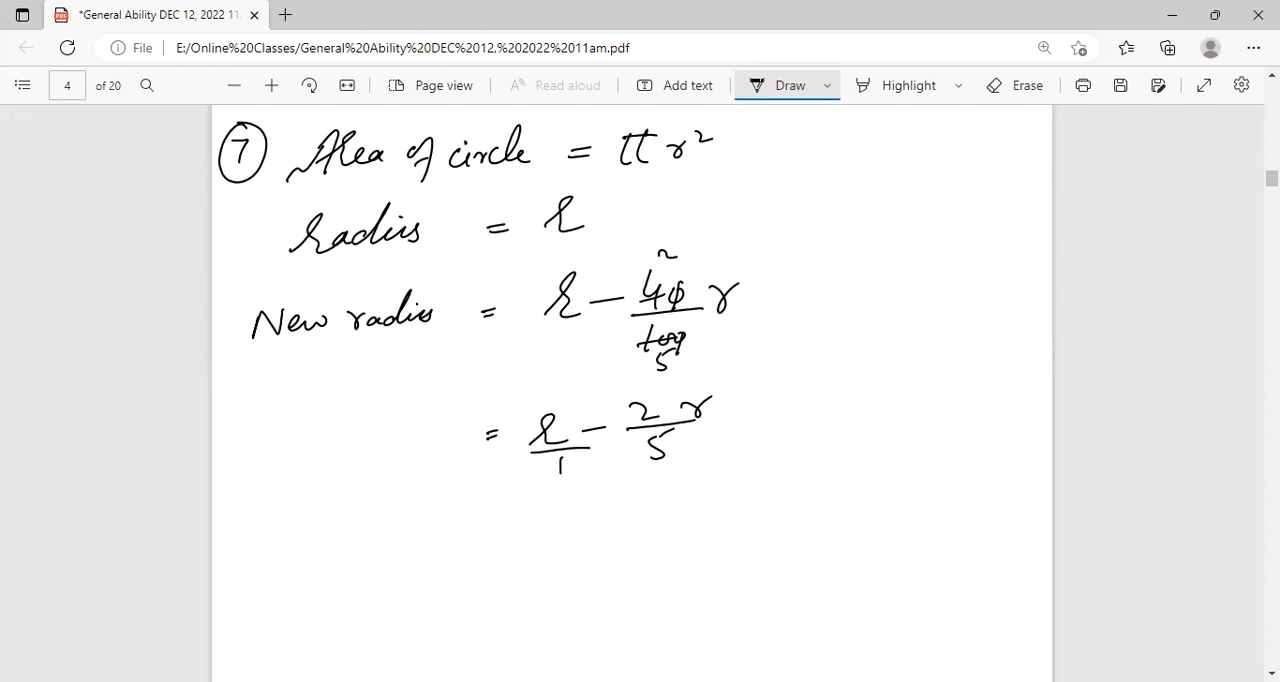 *General Ability DEC 12, 2022 11
File E:/Online%20Classes/General%20Ability%20DEC%2012,%202022%2011am.pdf
4 of 20 Page view Read aloud Add text Draw Highlight Erase
7 Area of circle = πr²
radius = r
New radius = r - 40/100 r
2
5
= r/1 - 2r/5